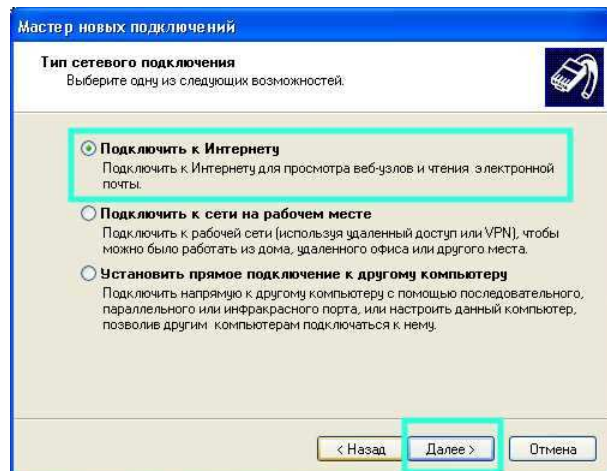 Мастер новых подключений
Тип сетевого подключения
Выберите одну из следующих возможностей.
Подключить к Интернету
Подключить к Интернету для просмотра веб-узлов и чтения электронной
почты.
Подключить к сети на рабочем месте
Подключить к рабочей сети (используя удаленный доступ или VPN), чтобы
можно было работать из дома, удаленного офиса или другого места.
Установить прямое подключение к другому компьютеру
Подключить напрямую к другому компьютеру с помощью последовательного,
параллельного или инфракрасного порта, или настроить данный компьютер,
позволив другим компьютерам подключаться к нему.
< Назад
Далее >
Отмена